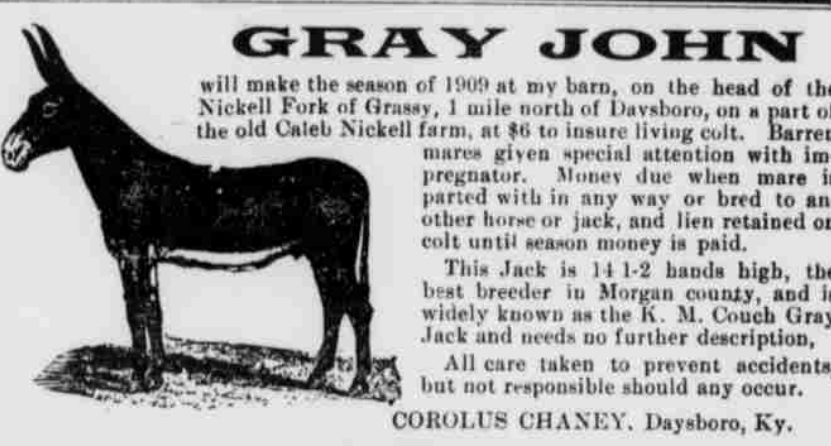 GRAY JOHN
will make the season of 1909 at my barn, on the head of the
Nickell Fork of Grassy, 1 mile north of Daysboro, on a part of
the old Caleb Nickell farm, at $6 to insure living colt. Barren
mares given special attention with im-
pregnator. Money due when mare i
parted with in any way or bred to an
other horse or jack, and lien retained on
colt until season money is paid.
This Jack is 14 1-2 hands high, the
best breeder in Morgan county, and i
widely known as the K. M. Couch Gray
Jack and needs no further description,
All care taken to prevent accidents
but not responsible should any occur.
COROLUS CHANEY, Daysboro, Ky.